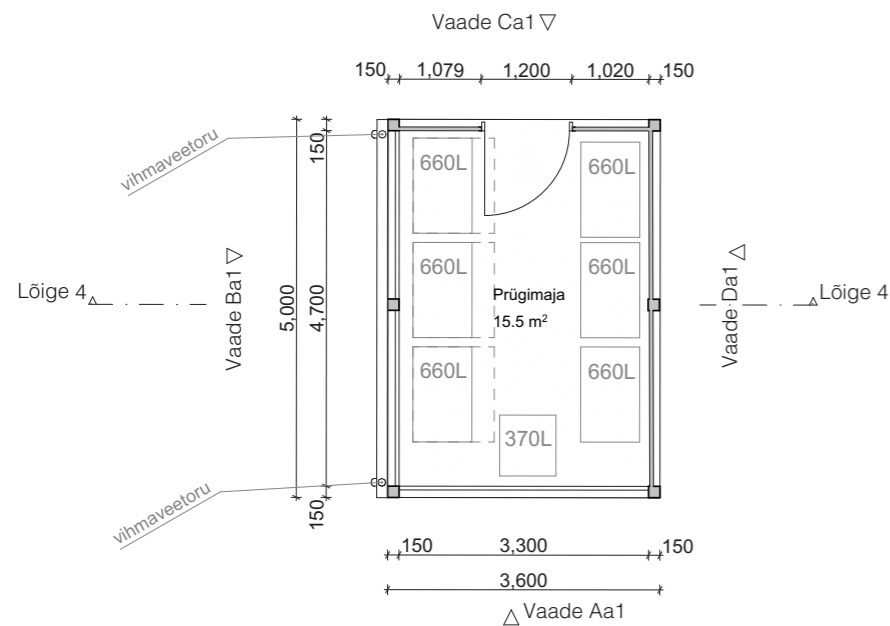 Vaade Ca1
150 1,079 1,200 1,020 150
vihmaveetoru
150
660L 660L
Lõige 4
Vaade Ba1
5,000
4,700
660L 660L
Prügimaja
15.5 m²
Vaade Da1
Lõige 4
660L 660L
370L
vihmaveetoru
150
150 3,300 150
3,600
Vaade Aa1